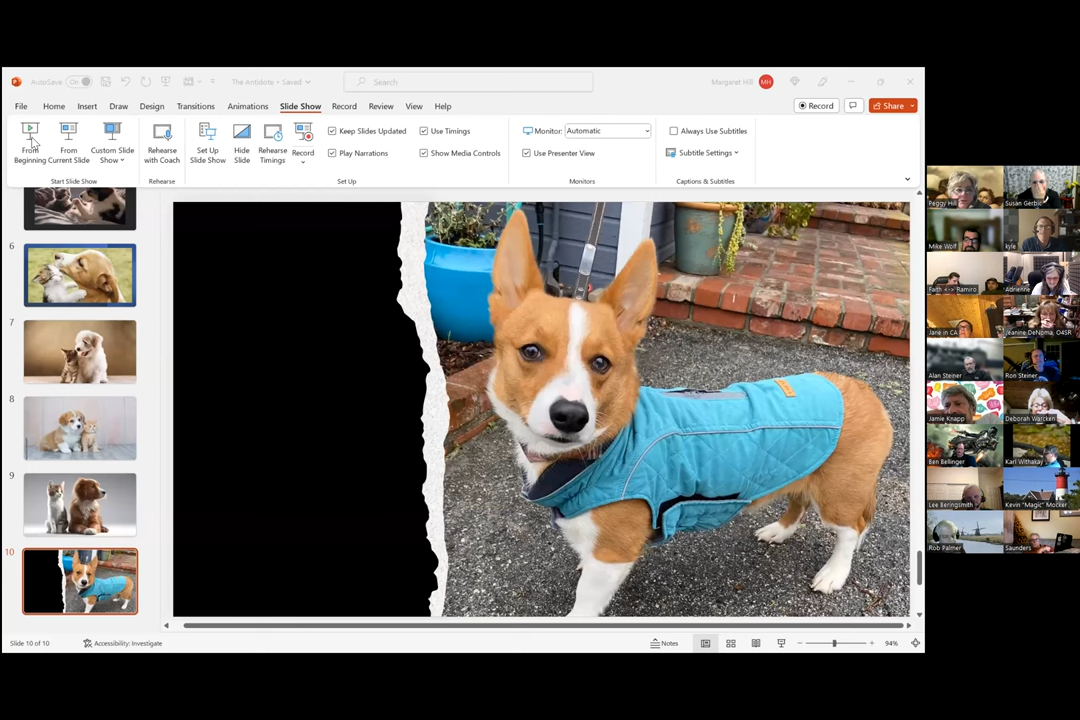 AutoSave On The Antidote • Saved Search Margaret Hill MH
File Home Insert Draw Design Transitions Animations Slide Show Record Review View Help Record Share
From Beginning
From Current Slide
Custom Slide Show
Start Slide Show
Rehearse with Coach
Rehearse
Set Up Slide Show
Hide Slide
Rehearse Timings
Record
Keep Slides Updated
Play Narrations
Use Timings
Show Media Controls
Set Up
Monitor: Automatic
Use Presenter View
Monitors
Always Use Subtitles
Subtitle Settings
Captions & Subtitles
6
7
8
9
10
Slide 10 of 10 Accessibility: Investigate Notes 94%
Peggy Hill Susan Gerbic
Mike Wolf kyle
Faith <-> Ramiro Adrienne
Jane in CA Jeanine DeNoma, O4SR
Alan Steiner Ron Steiner
Jamie Knapp Deborah Warcken
Ben Bellinger Karl Withakay
Lee Beringsmith Kevin "Magic" Mocker
Rob Palmer Saunders